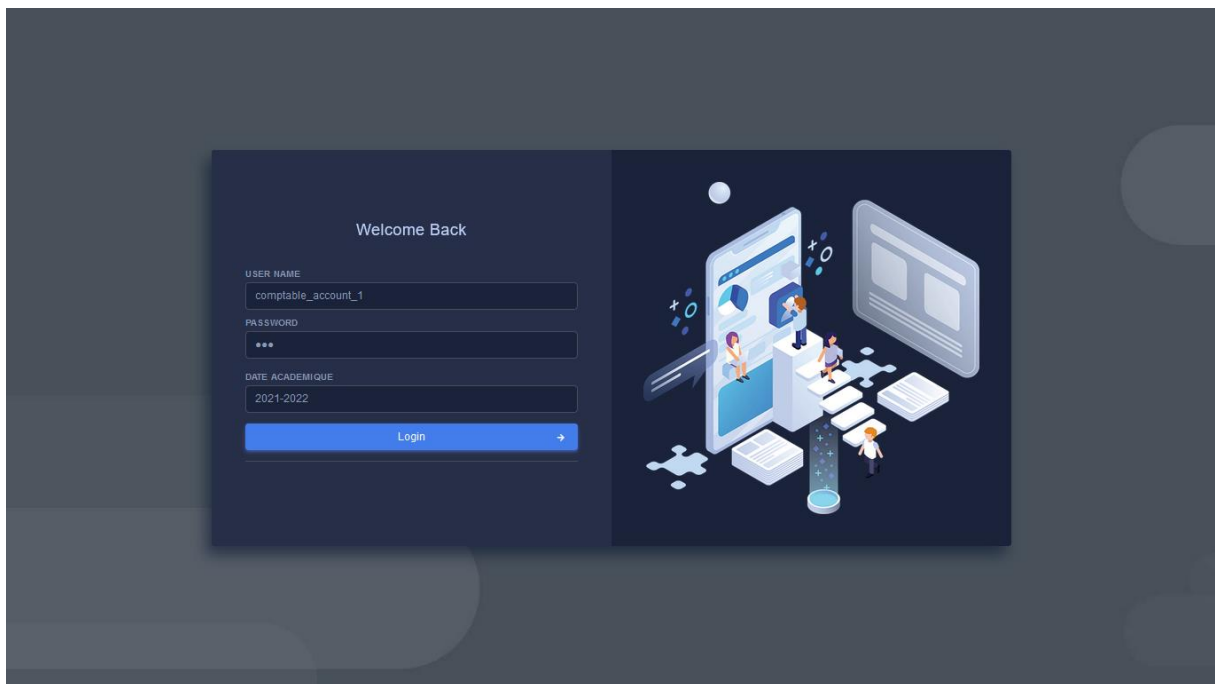 Welcome Back
USER NAME
comptable_account_1
PASSWORD
•••
DATE ACADEMIQUE
2021-2022
Login